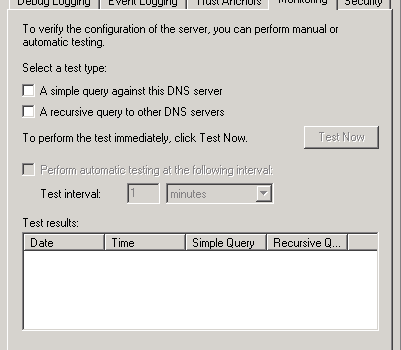 Debug Logging Event Logging Trust Anchors Monitoring Security
To verify the configuration of the server, you can perform manual or
automatic testing.
Select a test type:
A simple query against this DNS server
A recursive query to other DNS servers
To perform the test immediately, click Test Now.
Test Now
Perform automatic testing at the following interval:
Test interval: 1 minutes
Test results:
Date Time Simple Query Recursive Q...